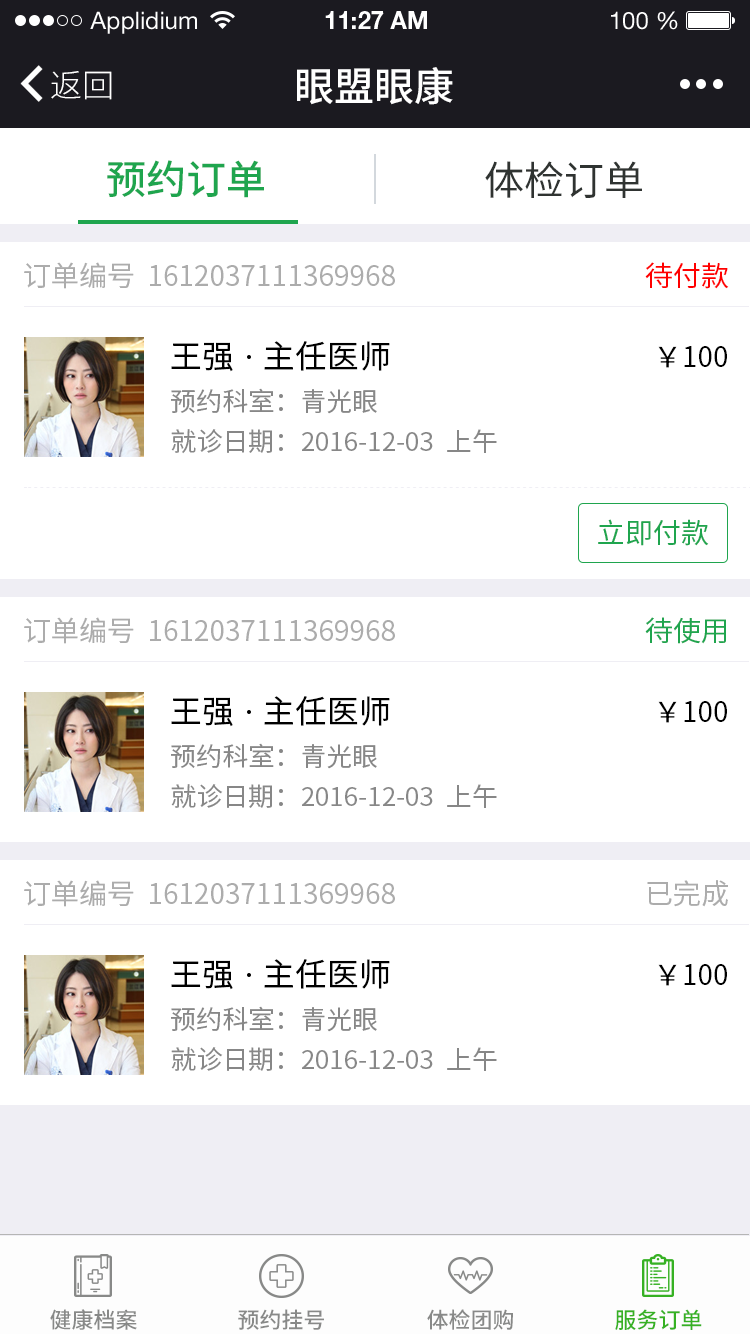 Applidium 11:27 AM 100 %
返回 眼盟眼康
预约订单 体检订单
订单编号 1612037111369968 待付款
王强 · 主任医师 ￥100
预约科室：青光眼
就诊日期：2016-12-03 上午
立即付款
订单编号 1612037111369968 待使用
王强 · 主任医师 ￥100
预约科室：青光眼
就诊日期：2016-12-03 上午
订单编号 1612037111369968 已完成
王强 · 主任医师 ￥100
预约科室：青光眼
就诊日期：2016-12-03 上午
健康档案 预约挂号 体检团购 服务订单